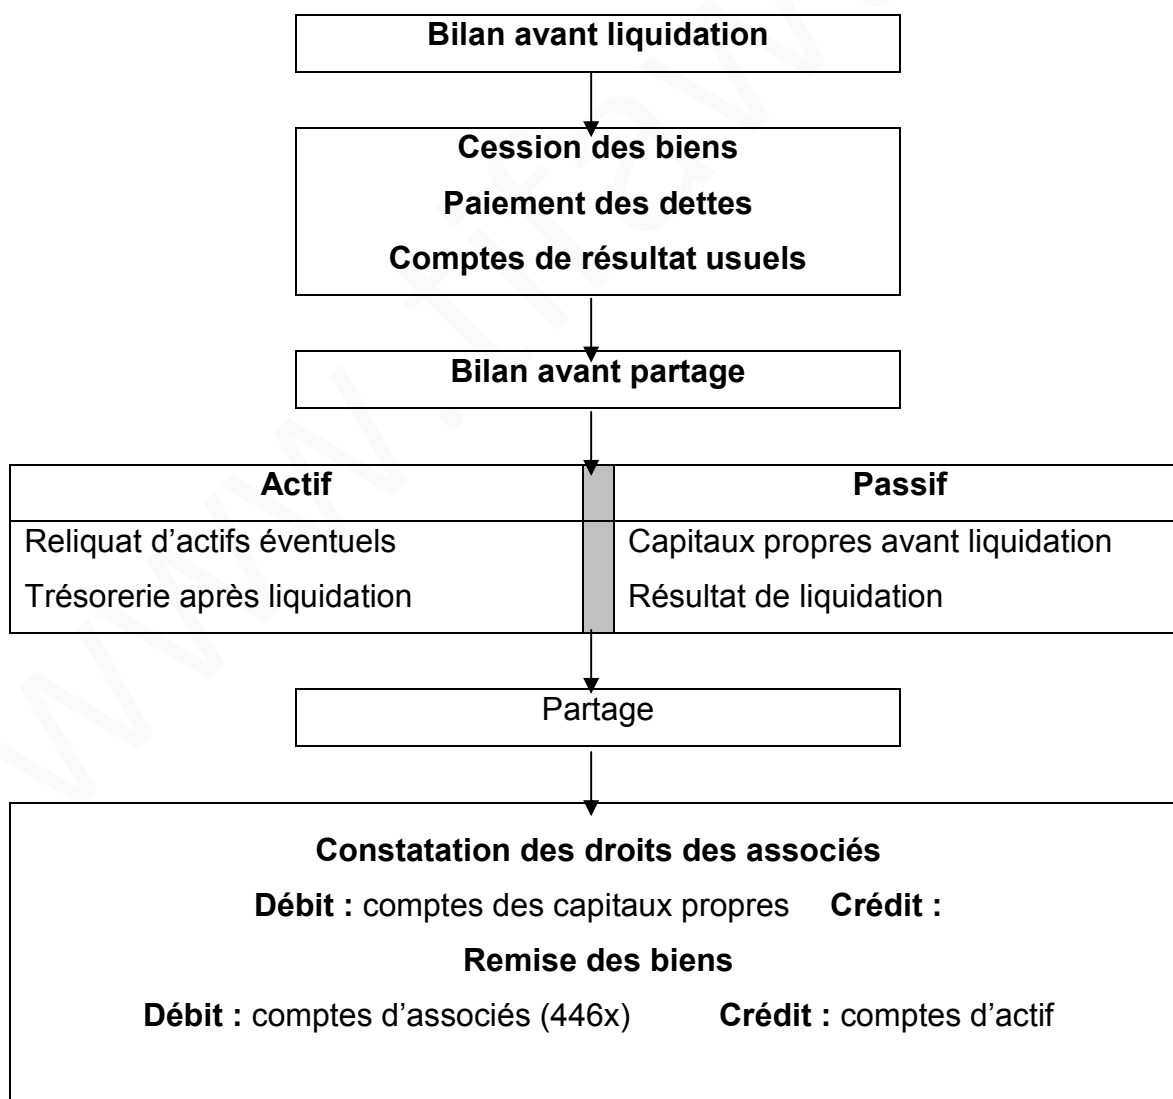 Bilan avant liquidation
Cession des biens
Paiement des dettes
Comptes de résultat usuels
Bilan avant partage
Actif
Passif
Reliquat d'actifs éventuels
Trésorerie après liquidation
Capitaux propres avant liquidation
Résultat de liquidation
Partage
Constatation des droits des associés
Débit : comptes des capitaux propres Crédit :
Remise des biens
Débit : comptes d'associés (446x) Crédit : comptes d'actif